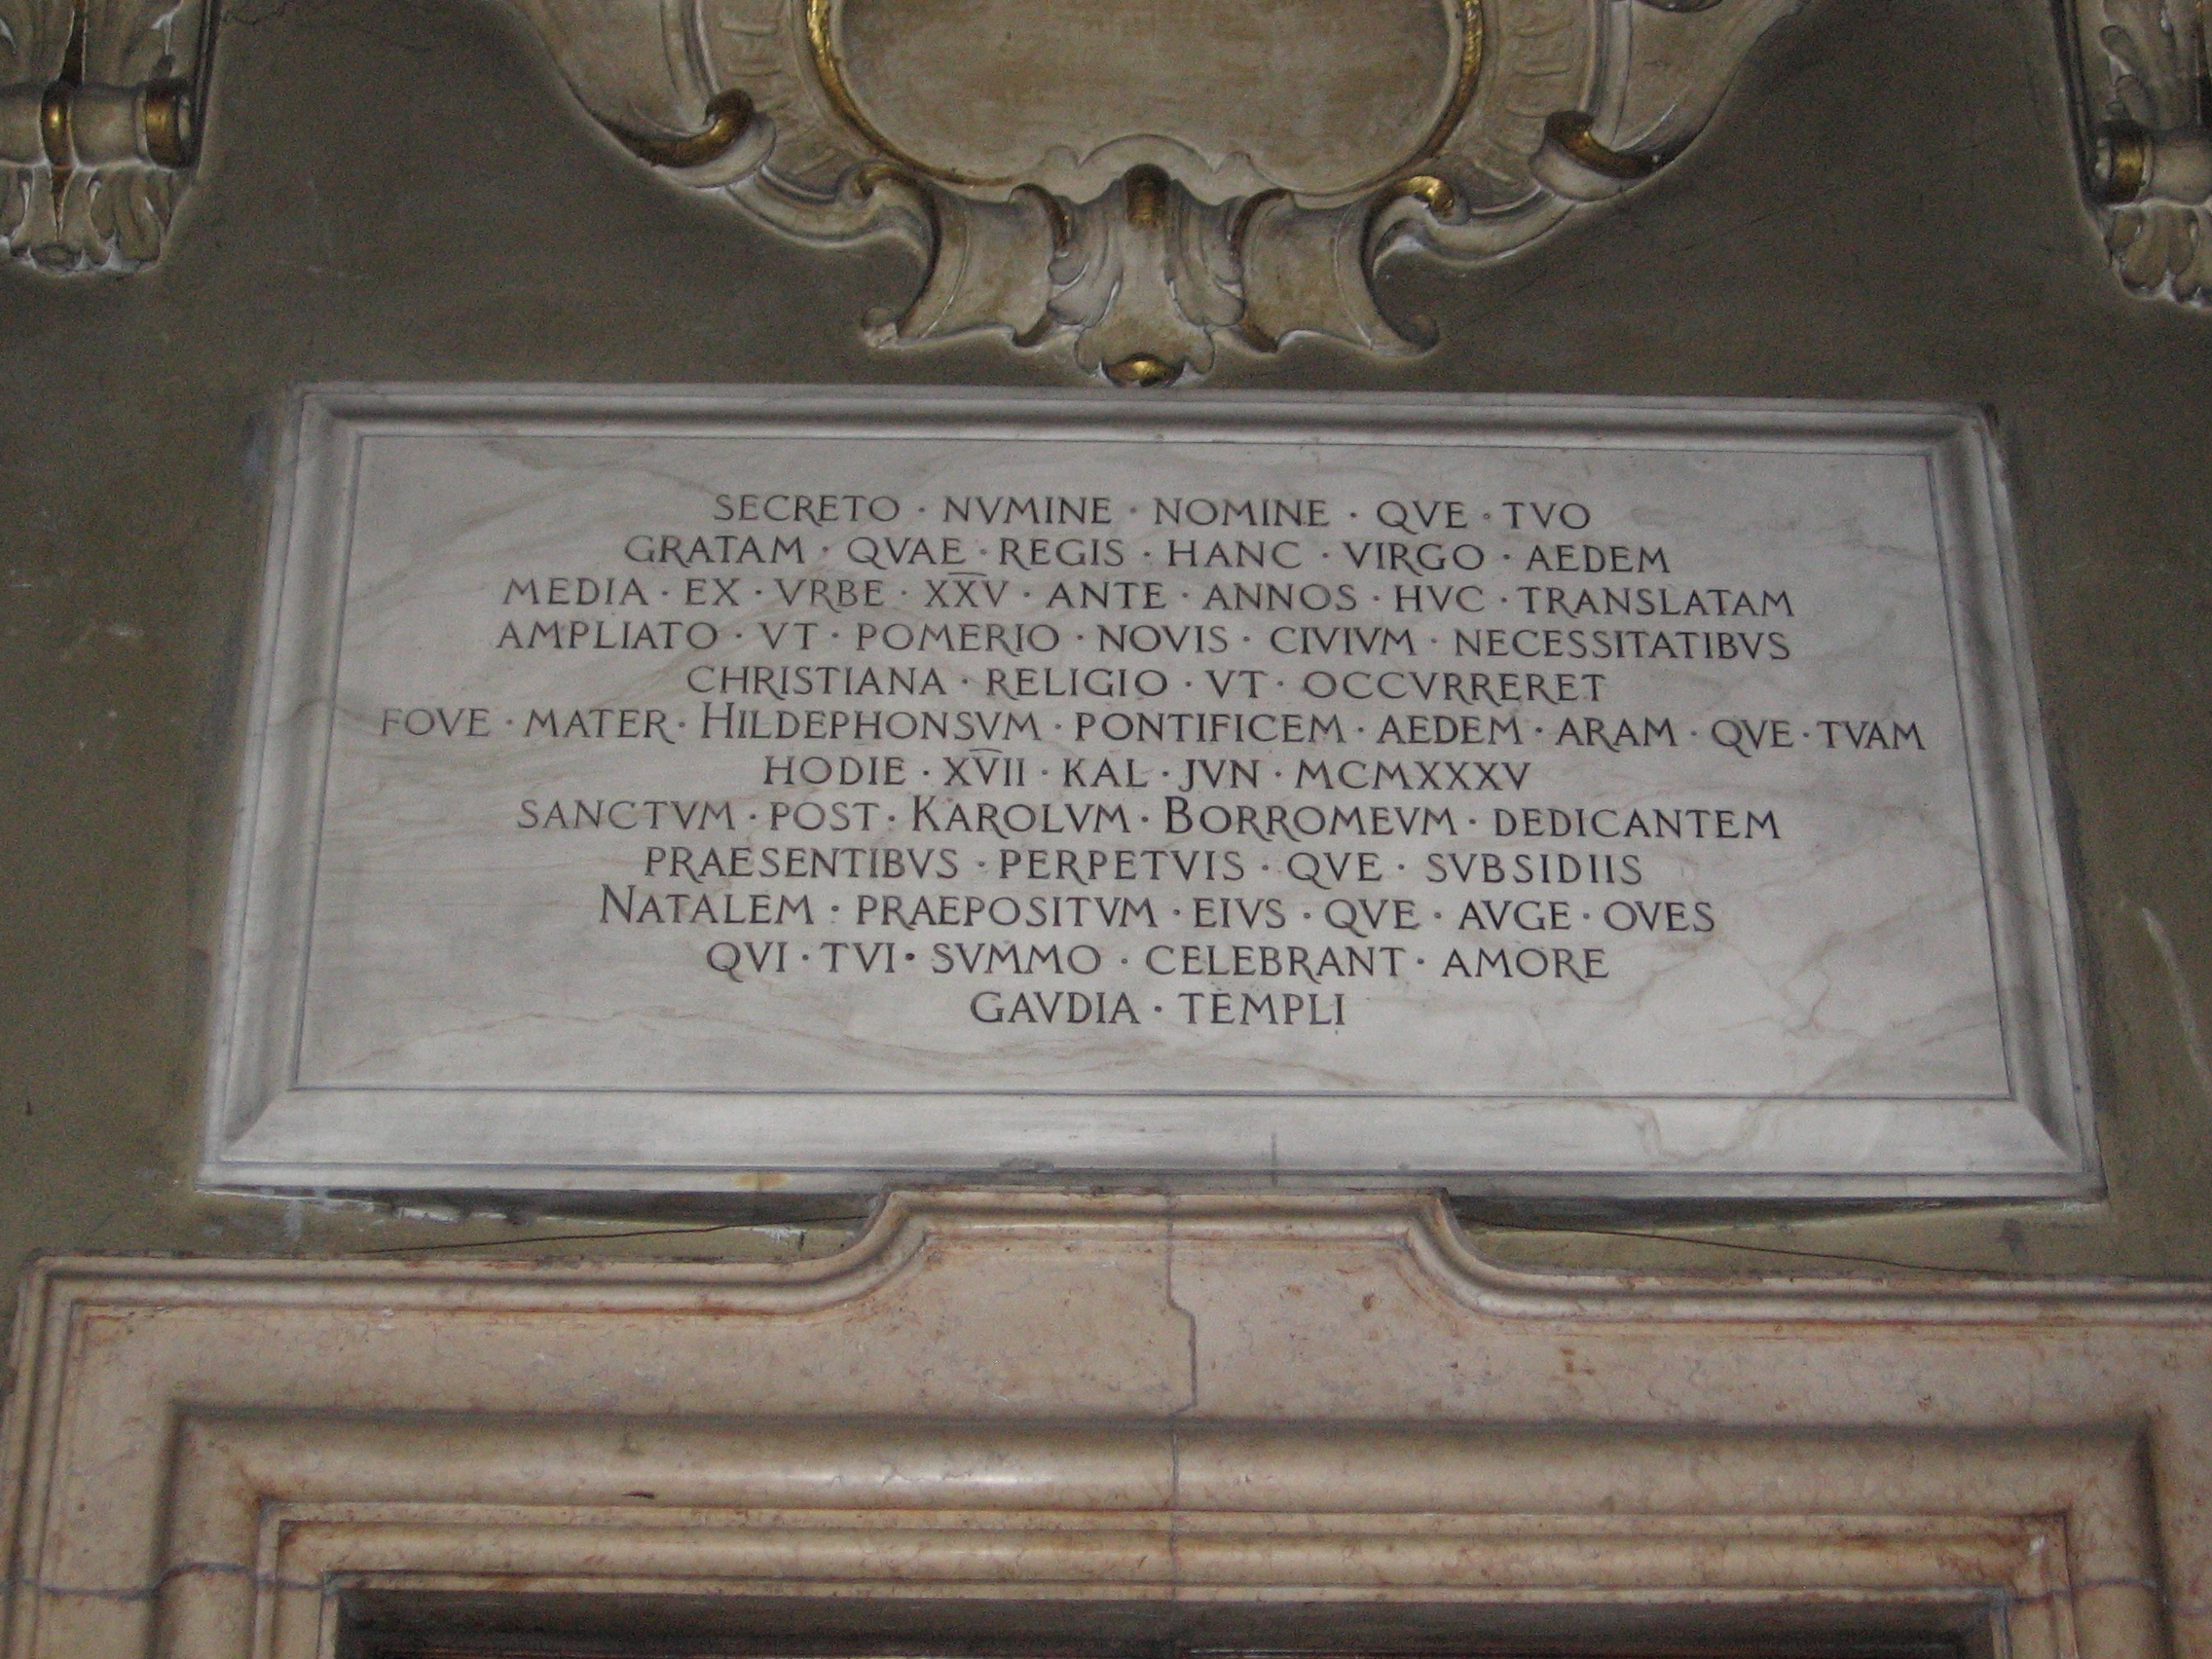 SECRETO · NVMINE · NOMINE · QVE · TVO
GRATAM · QVAE · REGIS · HANC · VIRGO · AEDEM
MEDIA · EX · VRBE · XX̅V · ANTE · ANNOS · HVC · TRANSLATAM
AMPLIATO · VT · POMERIO · NOVIS · CIVIVM · NECESSITATIBVS
CHRISTIANA · RELIGIO · VT · OCCVRRERET
FOVE · MATER · HILDEPHONSVM · PONTIFICEM · AEDEM · ARAM · QVE · TVAM
HODIE · XV̅II · KAL · JVN · MCMXXXV
SANCTVM · POST · KAROLVM · BORROMEVM · DEDICANTEM
PRAESENTIBVS · PERPETVIS · QVE · SVBSIDIIS
NATALEM · PRAEPOSITVM · EIVS · QVE · AVGE · OVES
QVI · TVI · SVMMO · CELEBRANT · AMORE
GAVDIA · TEMPLI